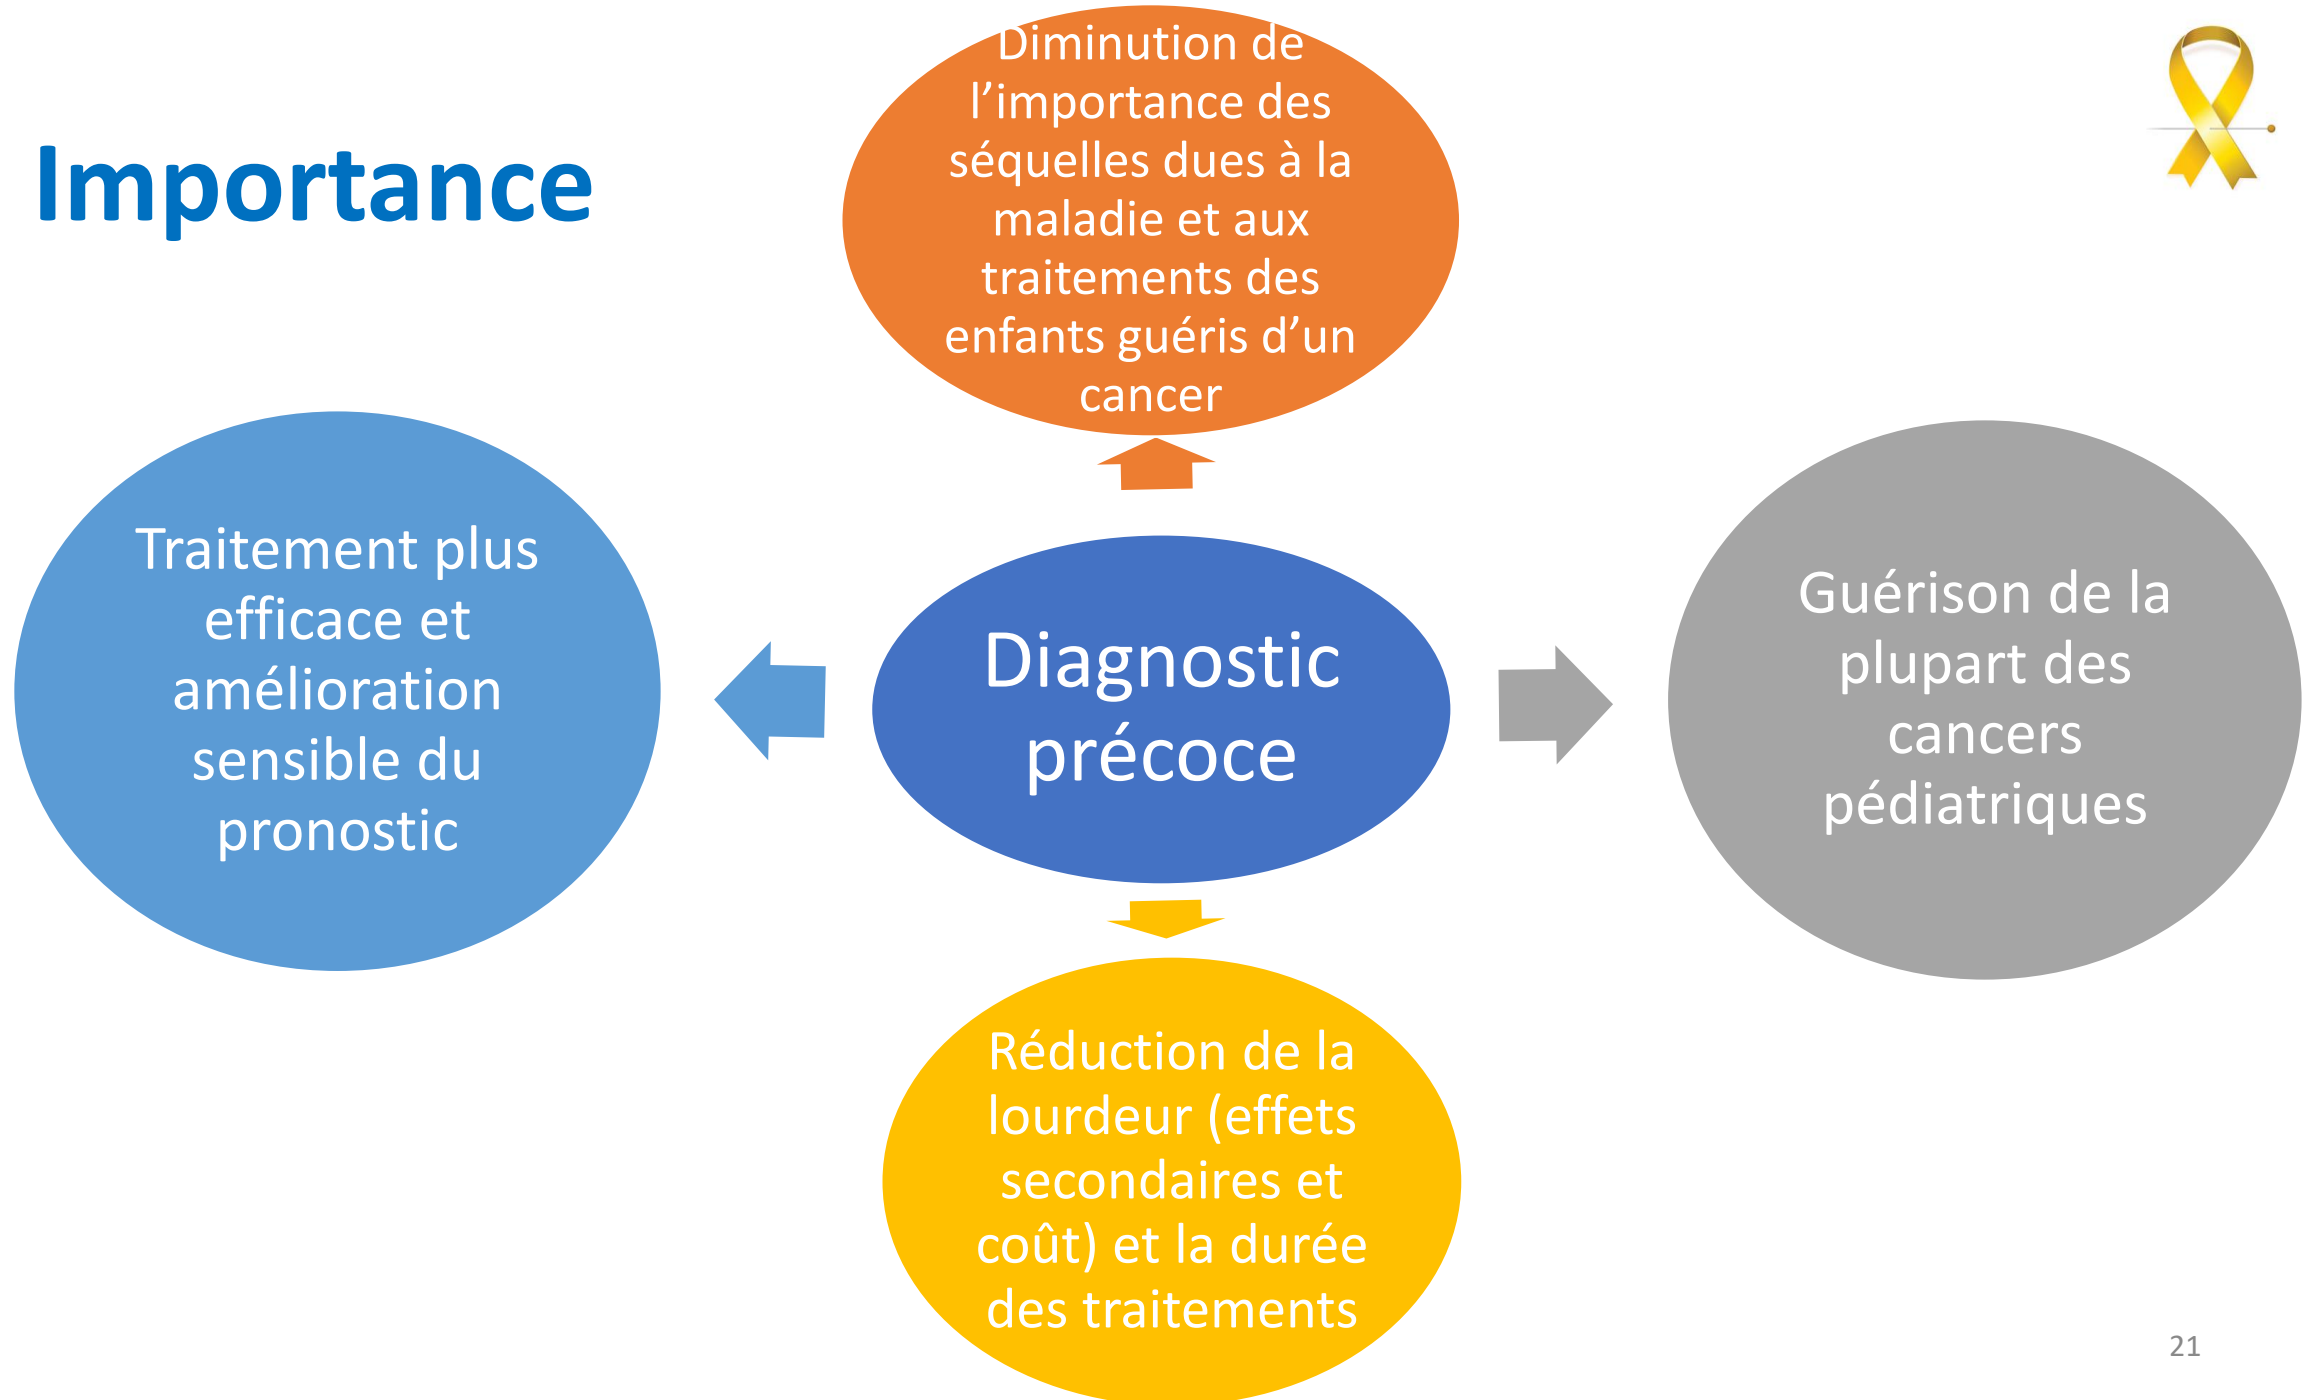 Importance
Diminution de
l’importance des
séquelles dues à la
maladie et aux
traitements des
enfants guéris d’un
cancer
Traitement plus
efficace et
amélioration
sensible du
pronostic
Diagnostic
précoce
Guérison de la
plupart des
cancers
pédiatriques
Réduction de la
lourdeur (effets
secondaires et
coût) et la durée
des traitements
21